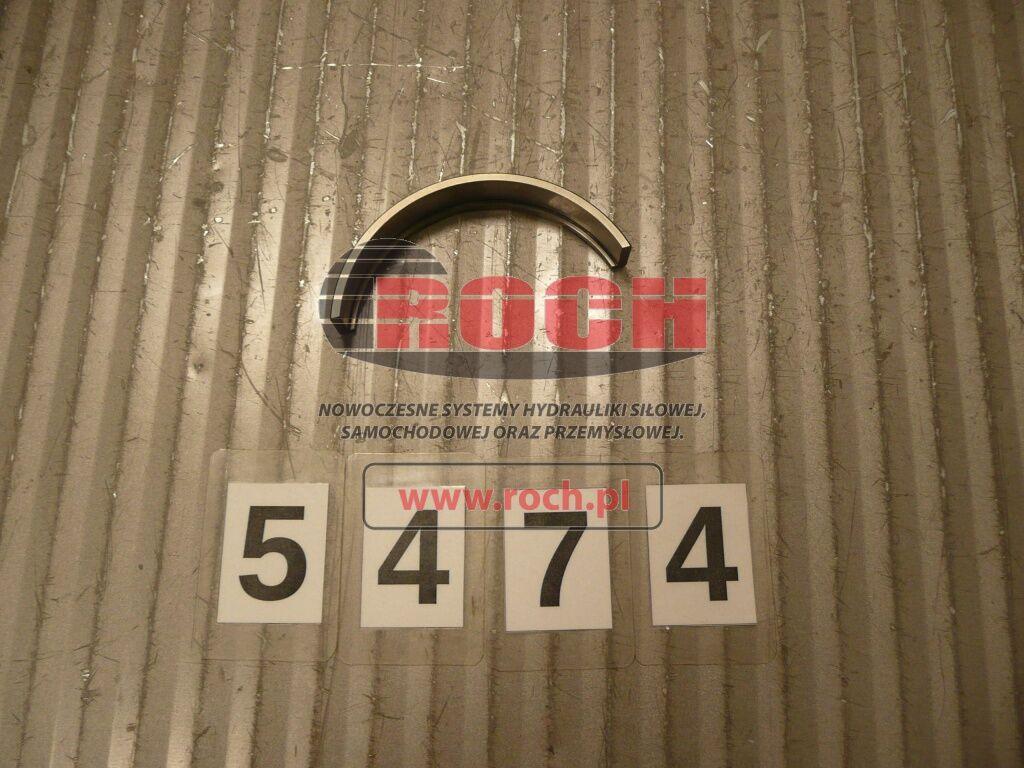 ROCH
NOWOCZESNE SYSTEMY HYDRAULIKI SIŁOWEJ,
SAMOCHODOWEJ ORAZ PRZEMYSŁOWEJ.
www.roch.pl
5 4 7 4